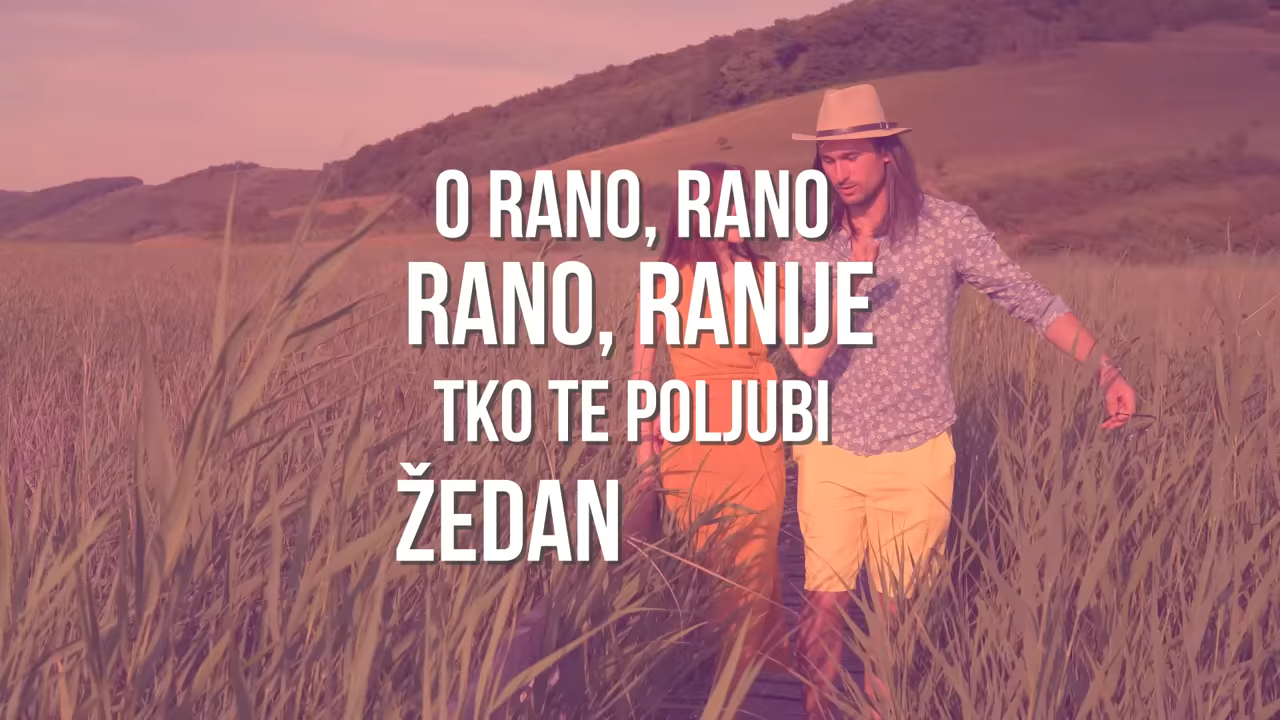 O RANO, RANO
RANO, RANIJE
TKO TE POLJUBI
ŽEDAN